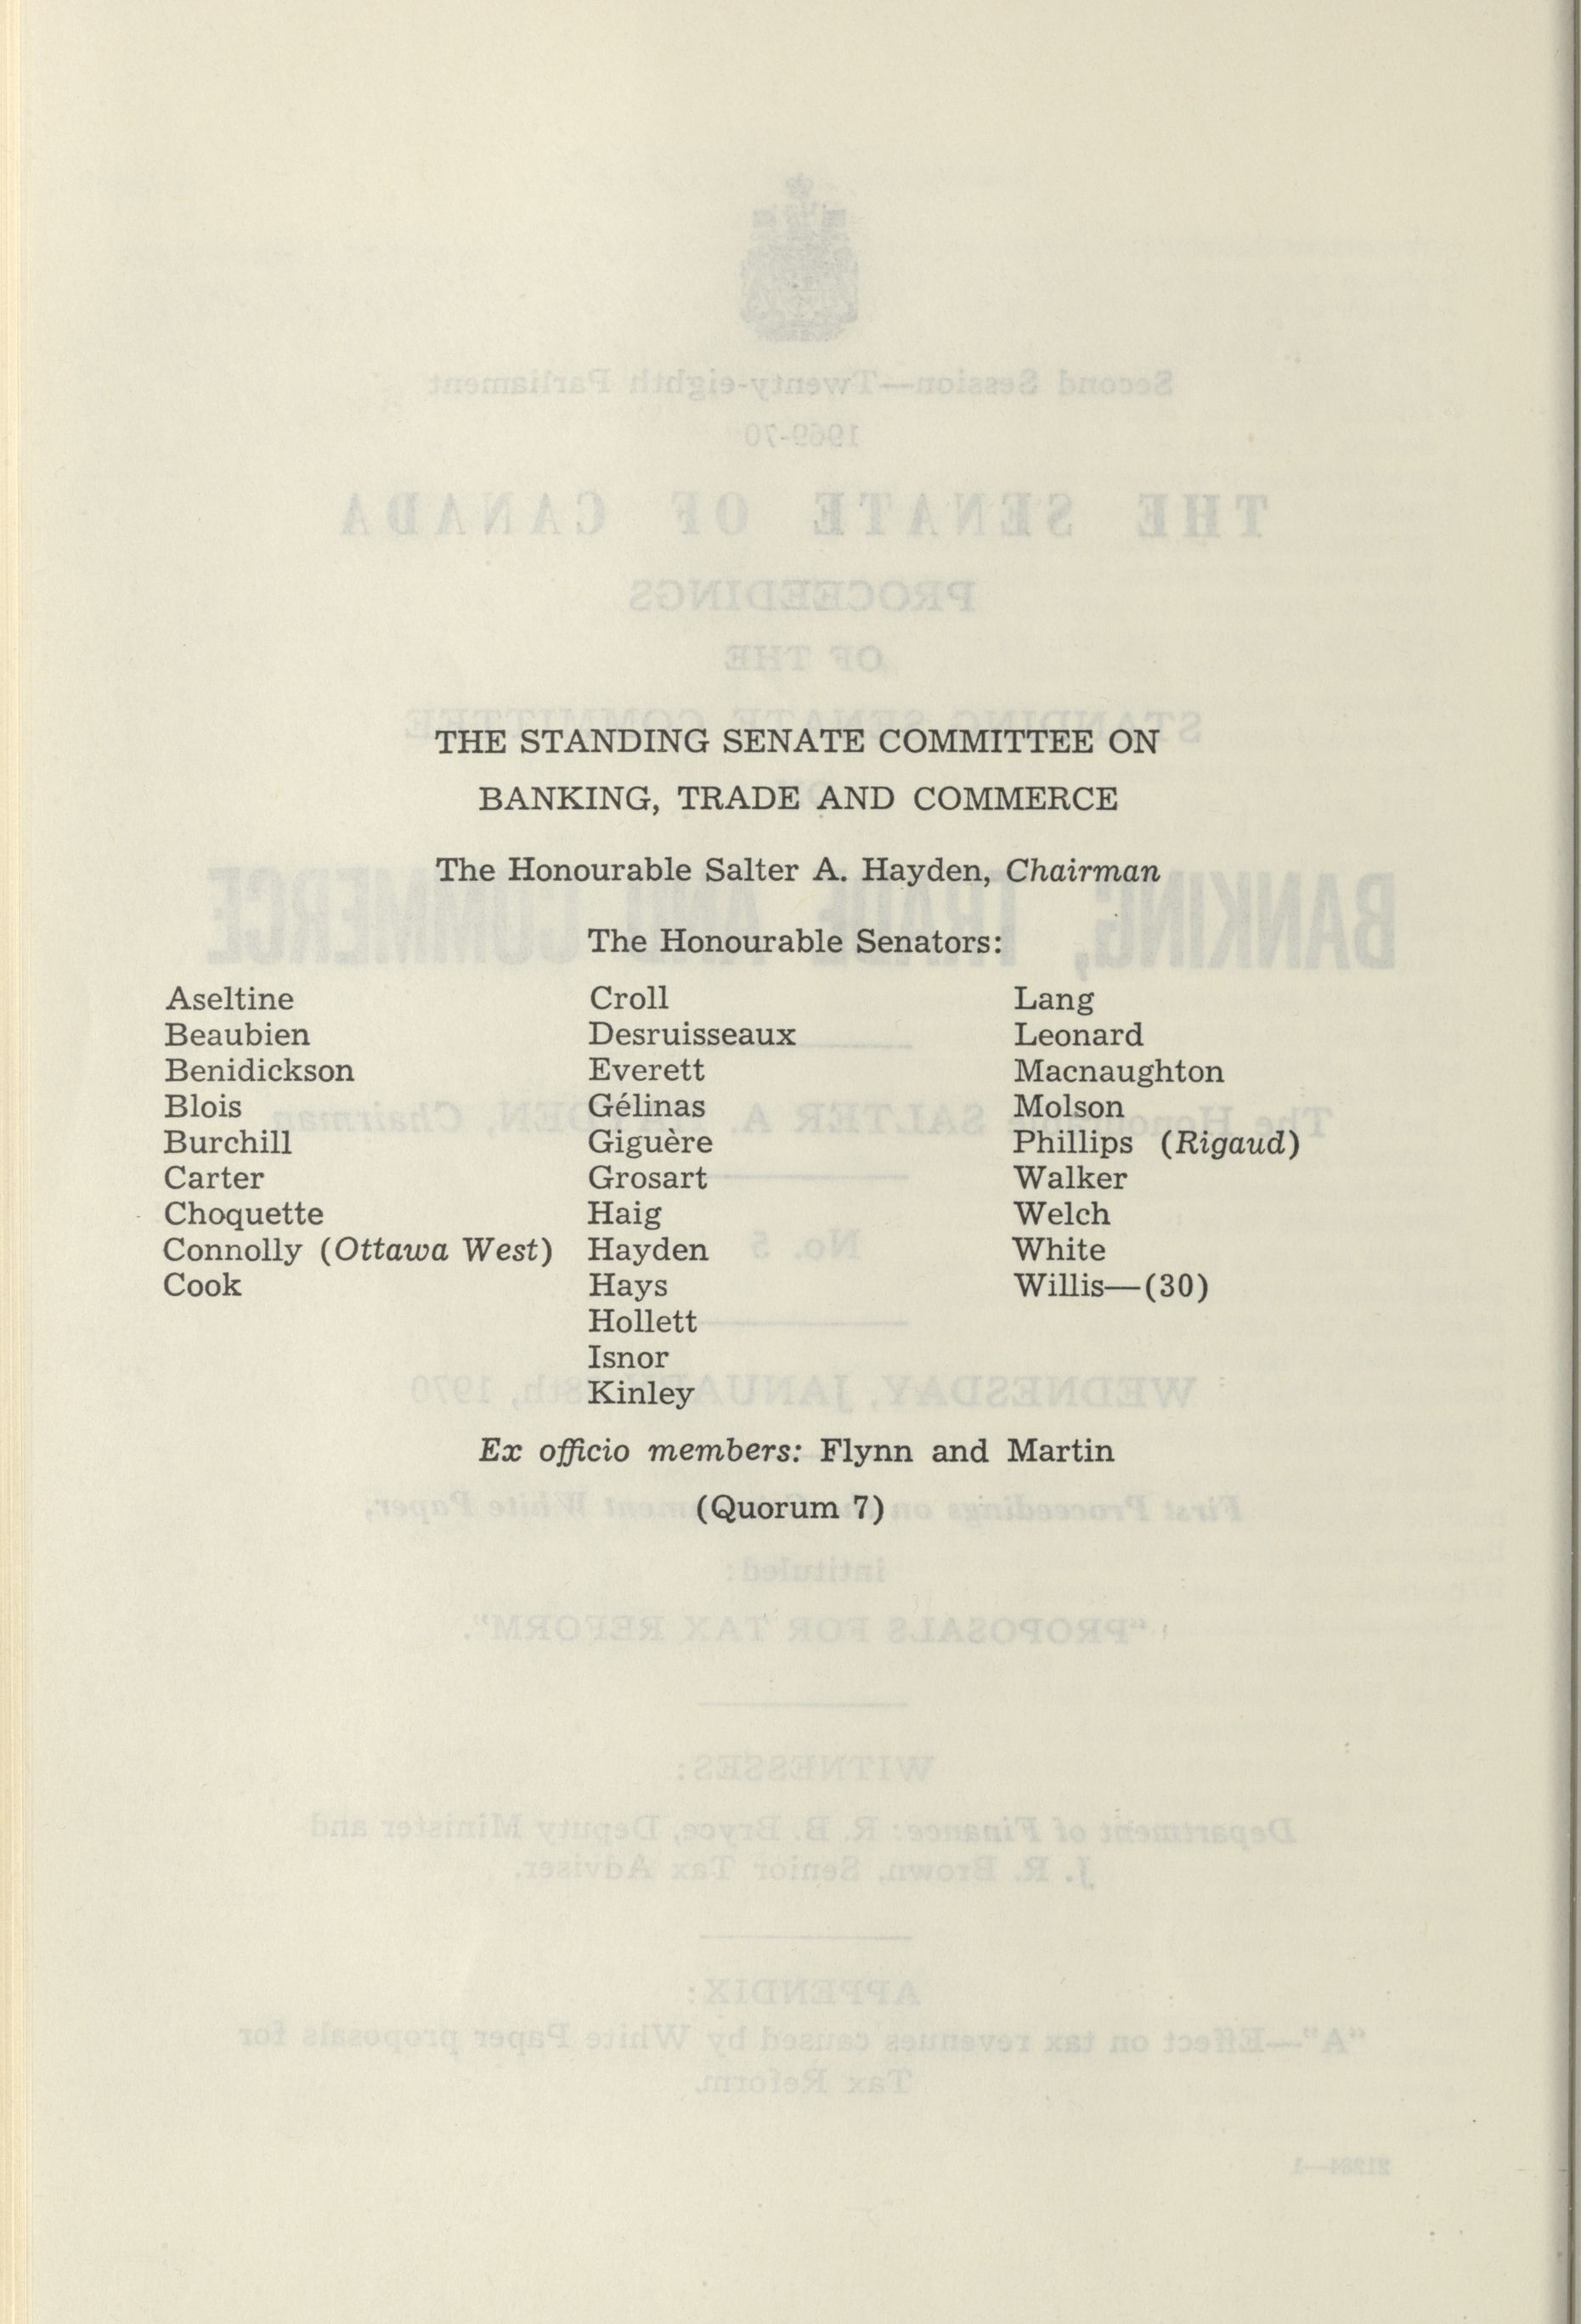 THE STANDING SENATE COMMITTEE ON
BANKING, TRADE AND COMMERCE
The Honourable Salter A. Hayden, Chairman
The Honourable Senators:
Aseltine
Beaubien
Benidickson
Blois
Burchill
Carter
Choquette
Connolly (Ottawa West)
Cook
Croll
Desruisseaux
Everett
Gélinas
Giguère
Grosart
Haig
Hayden
Hays
Hollett
Isnor
Kinley
Lang
Leonard
Macnaughton
Molson
Phillips (Rigaud)
Walker
Welch
White
Willis—(30)
Ex officio members: Flynn and Martin
(Quorum 7)